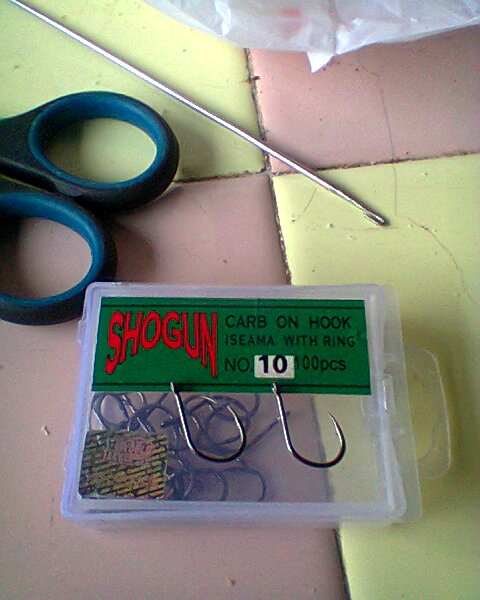 SHOGUN
CARB ON HOOK
ISEAMA WITH RING
NO. 10 100pcs